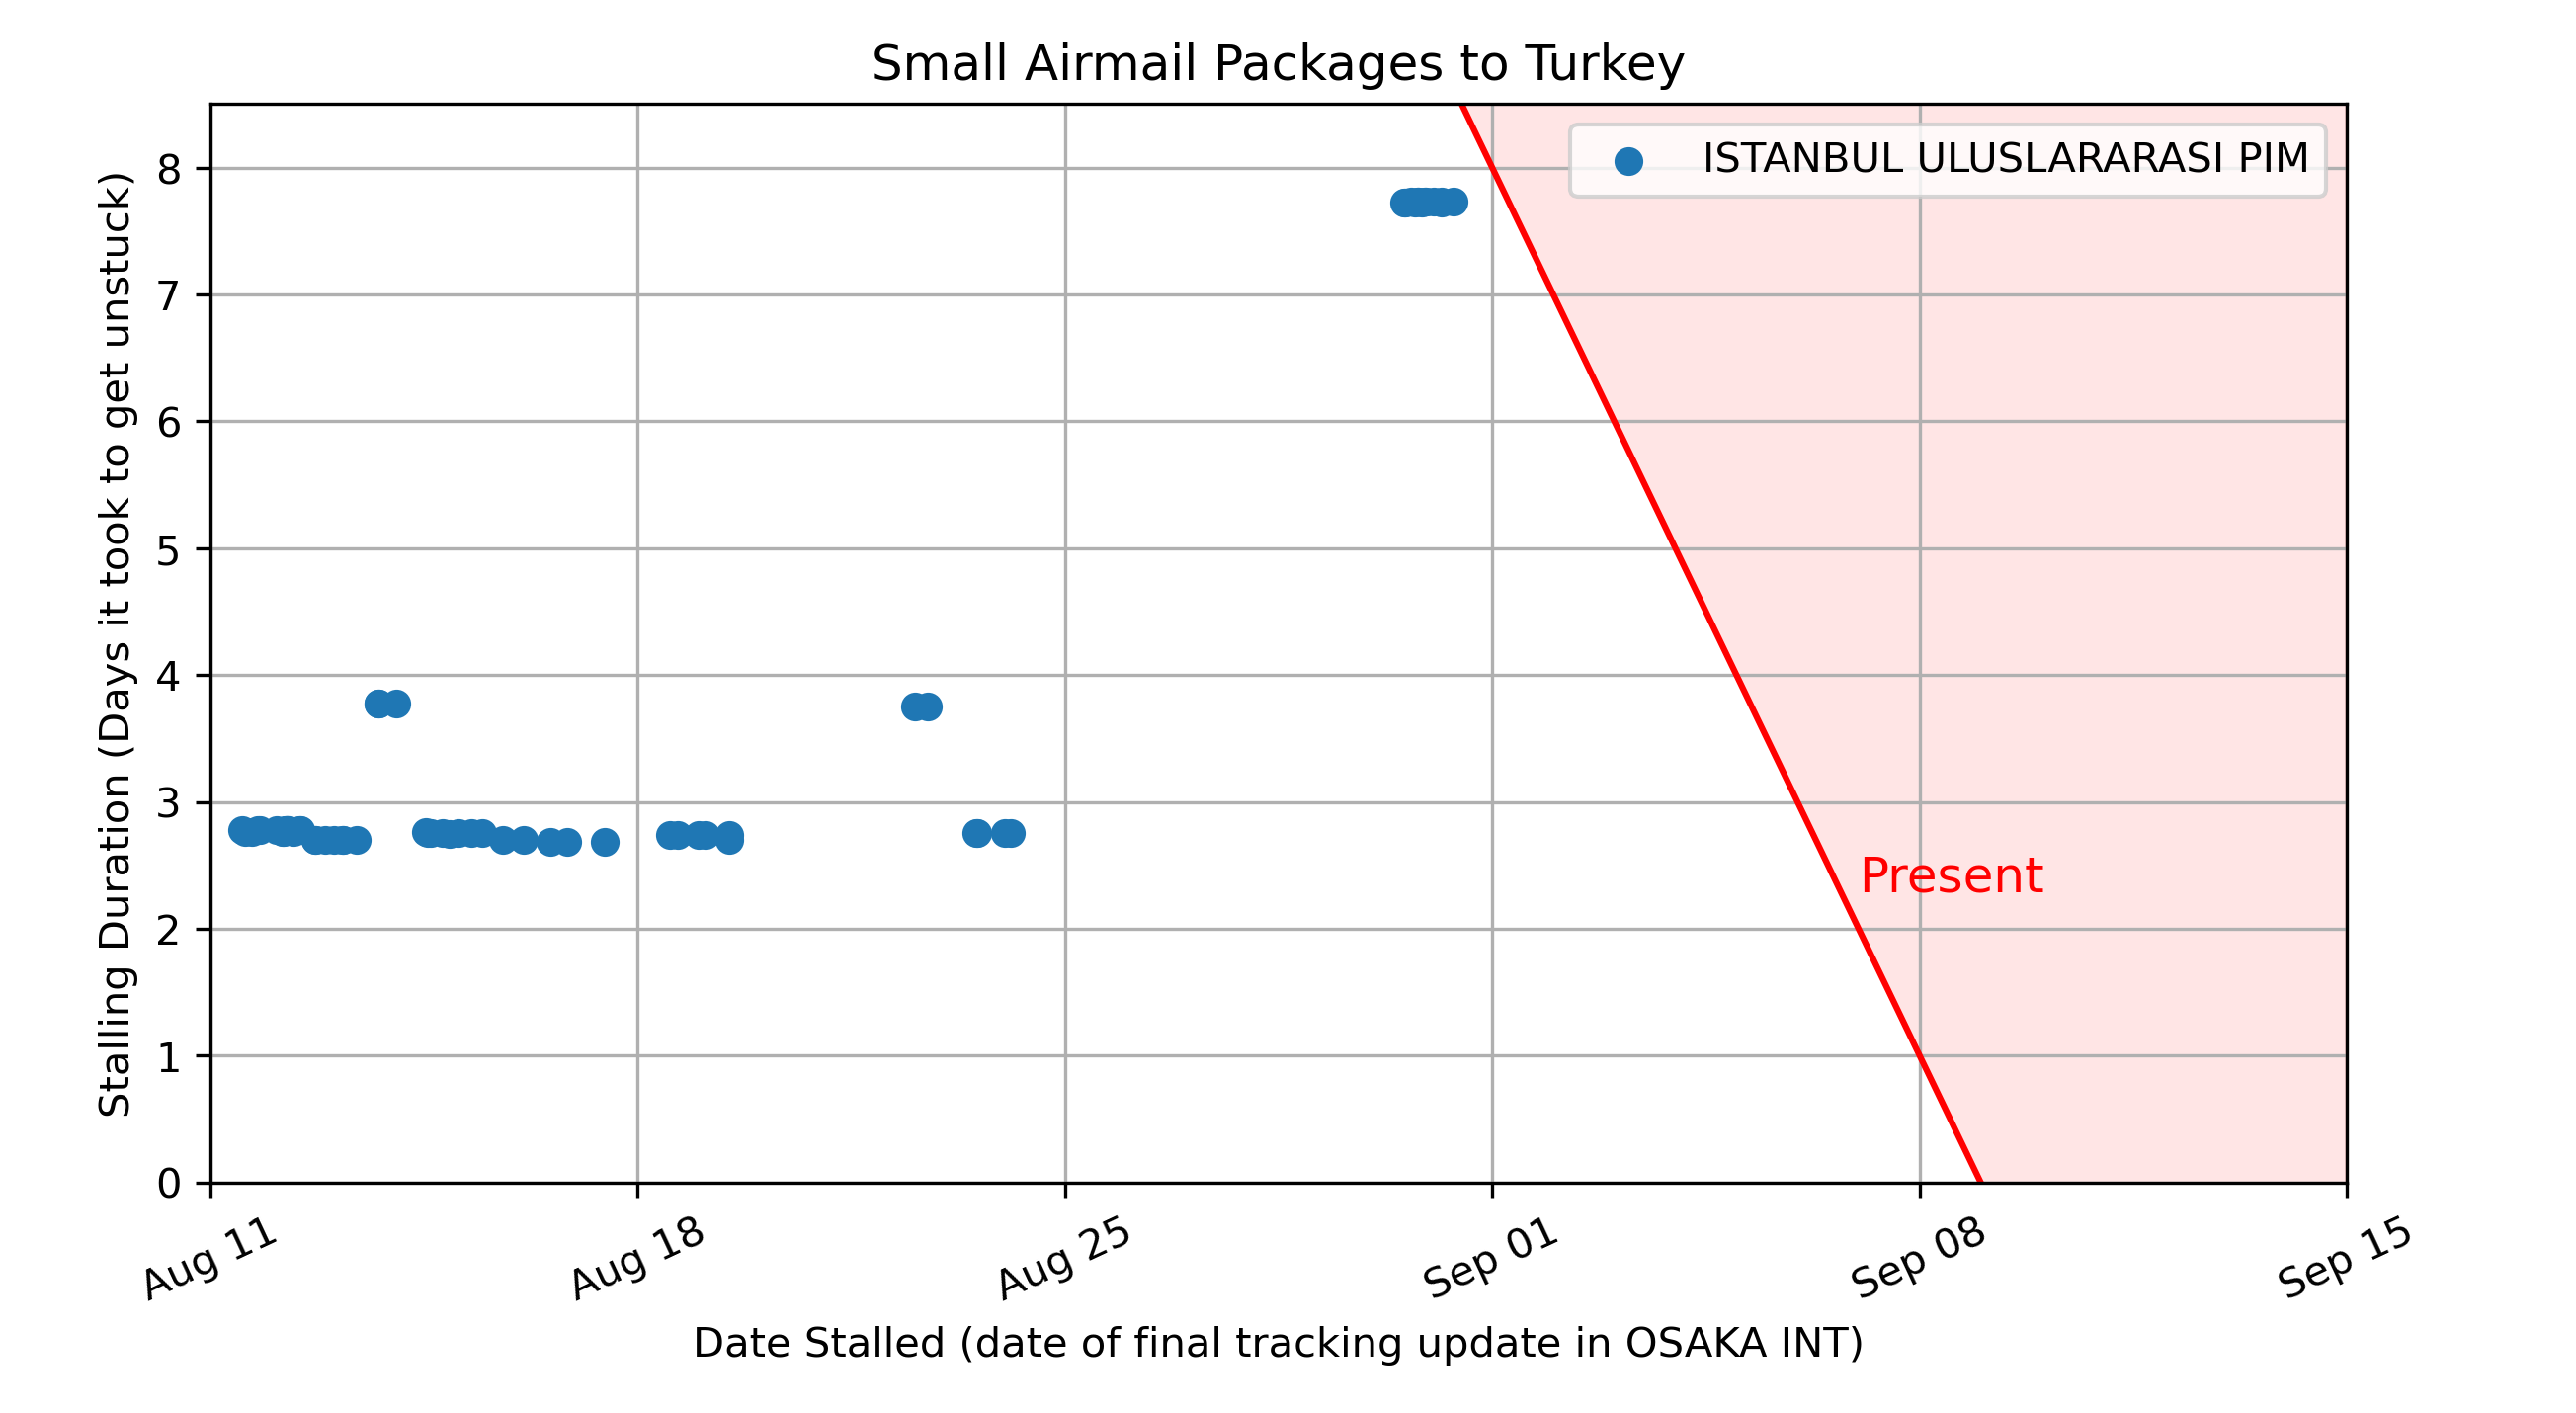 Small Airmail Packages to Turkey
ISTANBUL ULUSLARARASI PIM
Stalling Duration (Days it took to get unstuck)
8
7
6
5
4
3
2
1
0
Present
Aug 11
Aug 18
Aug 25
Sep 01
Sep 08
Sep 15
Date Stalled (date of final tracking update in OSAKA INT)